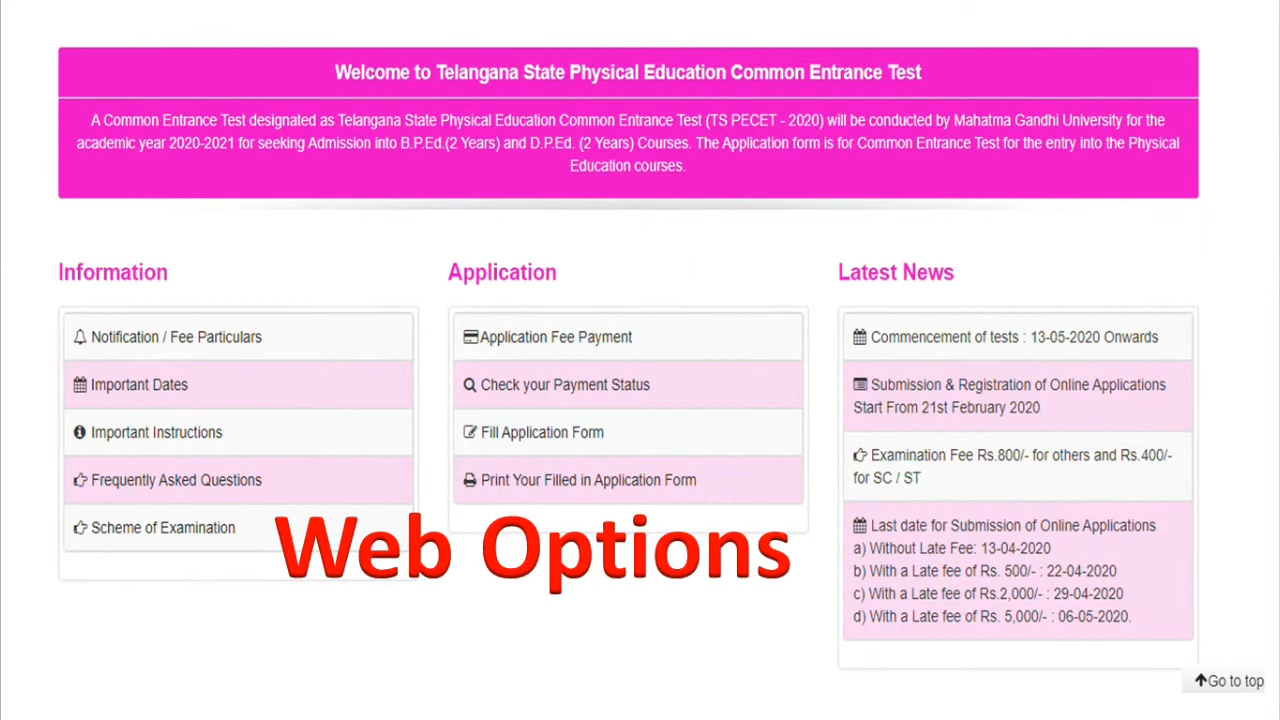 Welcome to Telangana State Physical Education Common Entrance Test
A Common Entrance Test designated as Telangana State Physical Education Common Entrance Test (TS PECET - 2020) will be conducted by Mahatma Gandhi University for the
academic year 2020-2021 for seeking Admission into B.P.Ed.(2 Years) and D.P.Ed. (2 Years) Courses. The Application form is for Common Entrance Test for the entry into the Physical
Education courses.
Information
Notification / Fee Particulars
Important Dates
Important Instructions
Frequently Asked Questions
Scheme of Examination
Application
Application Fee Payment
Check your Payment Status
Fill Application Form
Print Your Filled in Application Form
Web Options
Latest News
Commencement of tests : 13-05-2020 Onwards
Submission & Registration of Online Applications
Start From 21st February 2020
Examination Fee Rs.800/- for others and Rs.400/-
for SC / ST
Last date for Submission of Online Applications
a) Without Late Fee: 13-04-2020
b) With a Late fee of Rs. 500/- : 22-04-2020
c) With a Late fee of Rs.2,000/- : 29-04-2020
d) With a Late fee of Rs. 5,000/- : 06-05-2020.
Go to top